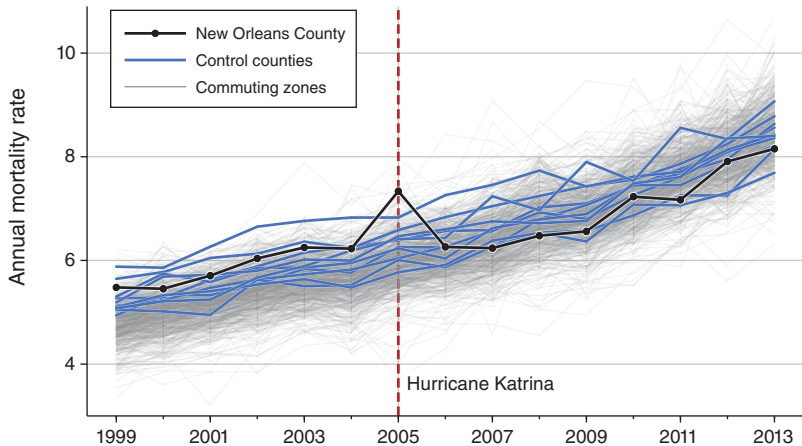 New Orleans County
Control counties
Commuting zones
Annual mortality rate
10
8
6
4
Hurricane Katrina
1999 2001 2003 2005 2007 2009 2011 2013